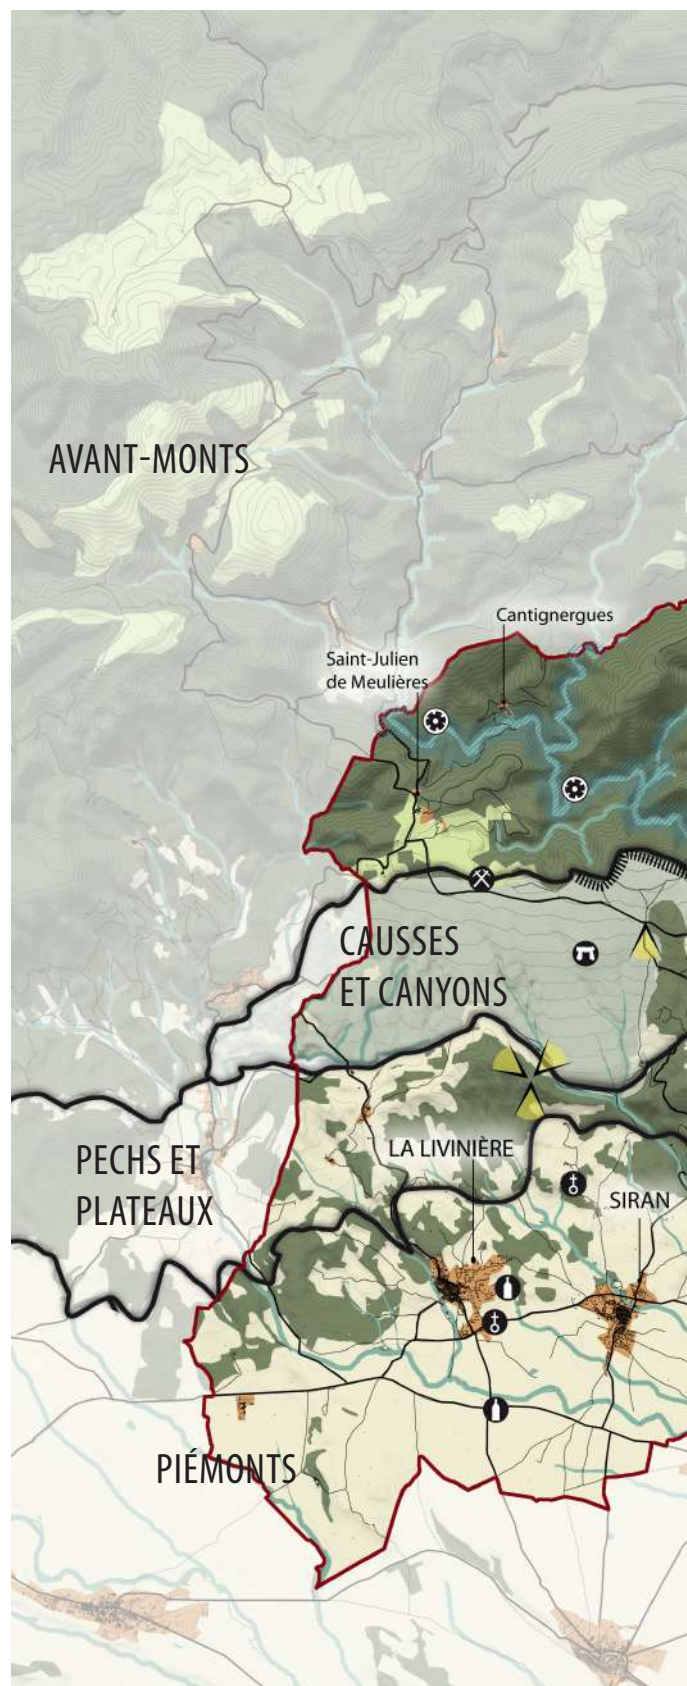 AVANT-MONTS
Cantignergues
Saint-Julien
de Meulières
CAUSSES
ET CANYONS
PECHS ET
PLATEAUX
LA LIVINIÈRE
SIRAN
PIÉMONTS